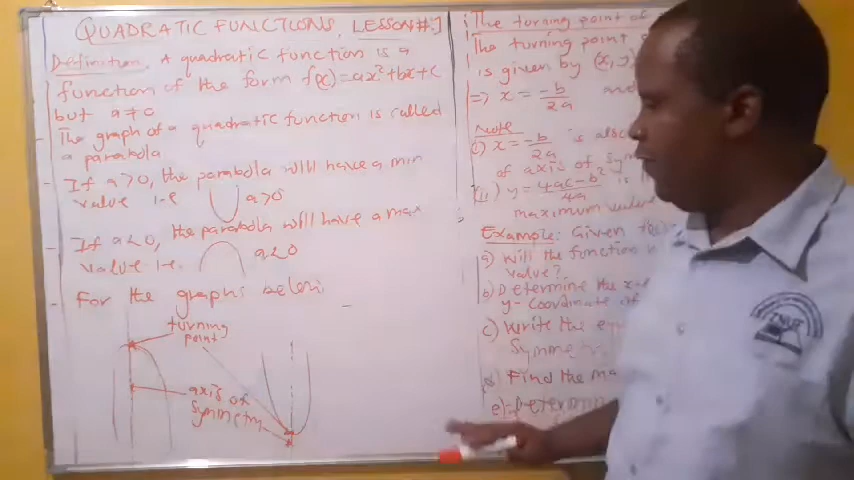 QUADRATIC FUNCTIONS, LESSON#1
Definition, A quadratic function is a
function of the form f(x)=ax²+bx+c
but a≠0
The graph of a quadratic function is called
a parabola
If a>0, the parabola will have a min
value i-e a>0
If a<0, the parabola will have a max
value i.e. a<0
For the graphs below:
turning
point
axis of
symmetry
The turning point of
The turning point
is given by (x,y)
=> x = -b/2a and
Note
(i) x = -b/2a is also
of axis of sym
(ii) y = 4ac-b²/4a is
maximum value
Example: Given
a) Will the function
value?
b) Determine the x-
y-coordinate of
c) Write the equ
Symmet
Find the ma
e) Determin